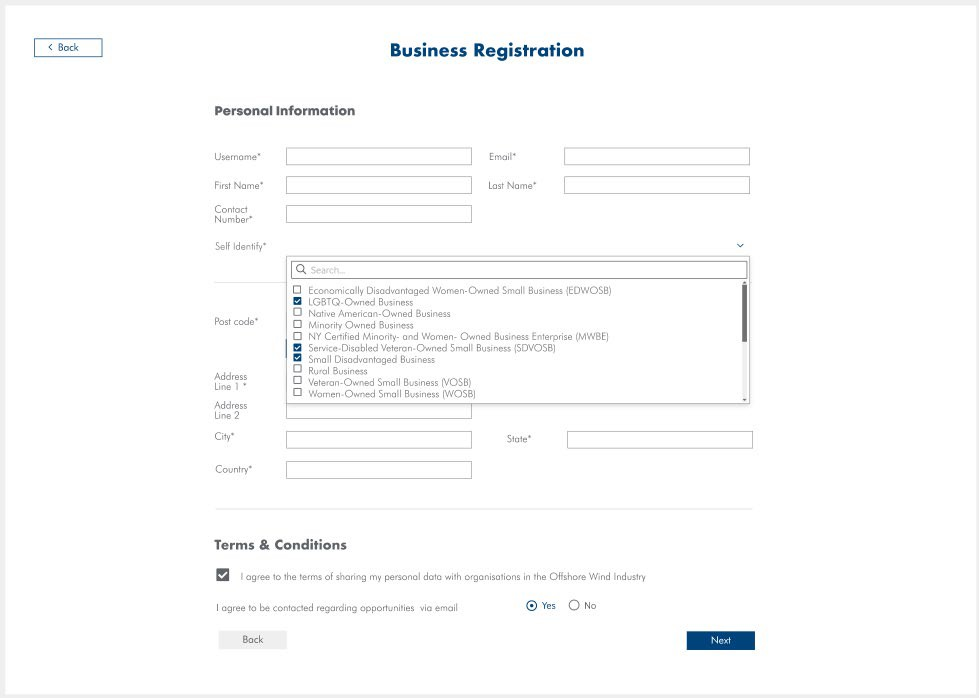 Back
Business Registration
Personal Information
Username*
Email*
First Name*
Last Name*
Contact
Number*
Self Identify*
Search...
Economically Disadvantaged Women-Owned Small Business (EDWOSB)
LGBTQ-Owned Business
Native American-Owned Business
Minority Owned Business
NY Certified Minority- and Women- Owned Business Enterprise (MWBE)
Service-Disabled Veteran-Owned Small Business (SDVOSB)
Small Disadvantaged Business
Rural Business
Veteran-Owned Small Business (VOSB)
Women-Owned Small Business (WOSB)
Post code*
Address
Line 1 *
Address
Line 2
City*
State*
Country*
Terms & Conditions
I agree to the terms of sharing my personal data with organisations in the Offshore Wind Industry
I agree to be contacted regarding opportunities via email
Yes
No
Back
Next